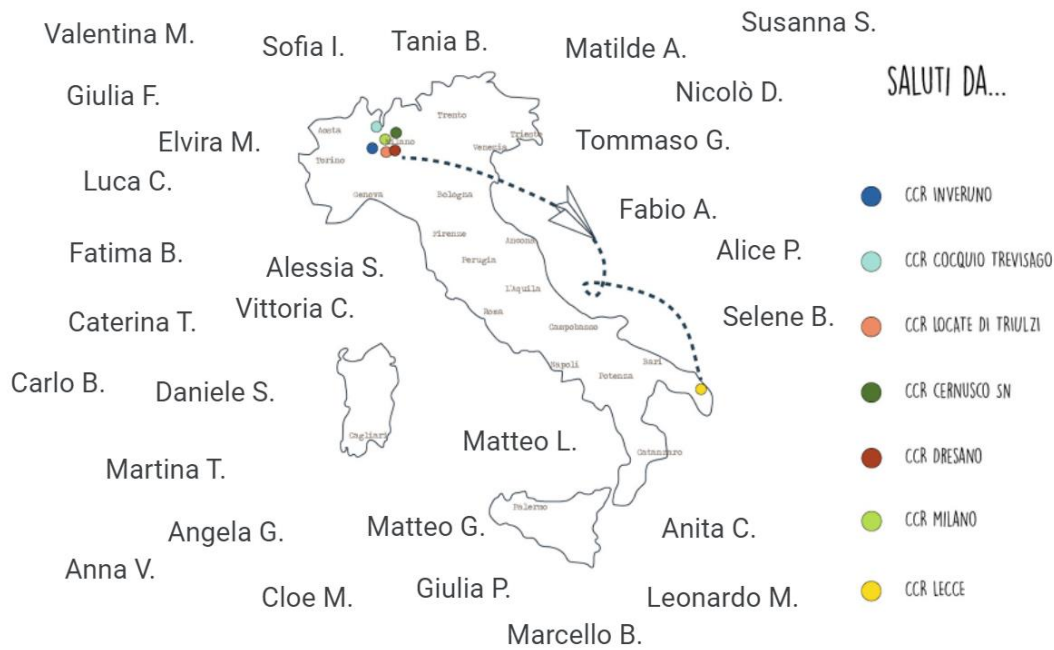 Susanna S.
Valentina M.
Sofia I.
Tania B.
Matilde A.
SALUTI DA...
Giulia F.
Nicolò D.
Elvira M.
Tommaso G.
Luca C.
Fabio A.
Fatima B.
Alessia S.
Alice P.
Caterina T.
Vittoria C.
Selene B.
Carlo B.
Daniele S.
Matteo L.
Martina T.
Angela G.
Matteo G.
Anita C.
Anna V.
Cloe M.
Giulia P.
Leonardo M.
Marcello B.
Trento
Aosta
Milano
Trieste
Venezia
Torino
Genova
Bologna
Firenze
Ancona
Perugia
L'Aquila
Roma
Campobasso
Napoli
Bari
Potenza
Cagliari
Catanzaro
Palermo
CCR INVERUNO
CCR COCQUIO TREVISAGO
CCR LOCATE DI TRIULZI
CCR CERNUSCO SN
CCR DRESANO
CCR MILANO
CCR LECCE